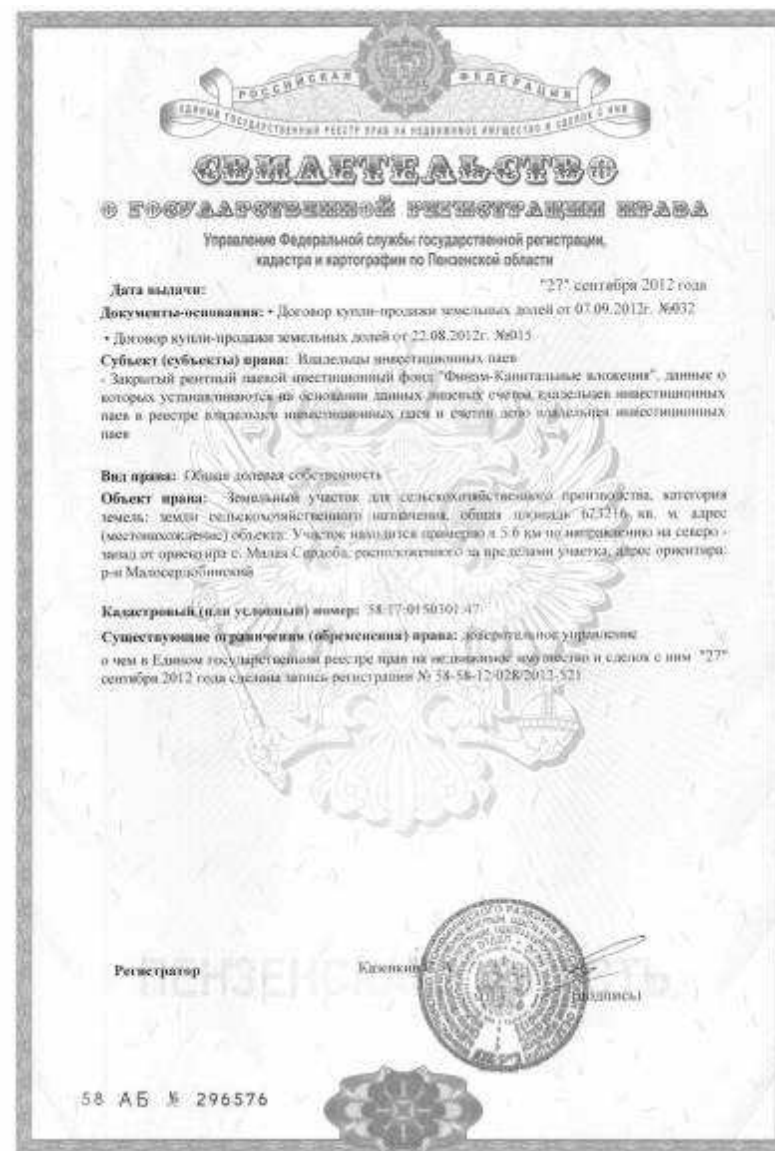 РОССИЙСКАЯ ФЕДЕРАЦИЯ
ЕДИНЫЙ ГОСУДАРСТВЕННЫЙ РЕЕСТР ПРАВ НА НЕДВИЖИМОЕ ИМУЩЕСТВО И СДЕЛОК С НИМ
СВИДЕТЕЛЬСТВО
О ГОСУДАРСТВЕННОЙ РЕГИСТРАЦИИ ПРАВА
Управление Федеральной службы государственной регистрации,
кадастра и картографии по Пензенской области
Дата выдачи: "27" сентября 2012 года
Документы-основания: • Договор купли-продажи земельных долей от 07.09.2012г. №032
• Договор купли-продажи земельных долей от 22.08.2012г. №015
Субъект (субъекты) права: Владельцы инвестиционных паев
- Закрытый рентный паевой инвестиционный фонд "Финам-Капитальные вложения", данные о
которых устанавливаются на основании данных лицевых счетов владельцев инвестиционных
паев в реестре владельцев инвестиционных паев и счетов депо владельцев инвестиционных
паев
Вид права: Общая долевая собственность
Объект права: Земельный участок для сельскохозяйственного производства, категория
земель: земли сельскохозяйственного назначения, общая площадь 673216 кв. м, адрес
(местонахождение) объекта: Участок находится примерно в 5.6 км по направлению на северо -
запад от ориентира с. Малая Сердоба, расположенного за пределами участка, адрес ориентира:
р-н Малосердобинский
Кадастровый (или условный) номер: 58:17:0150301:47
Существующие ограничения (обременения) права: доверительное управление
о чем в Едином государственном реестре прав на недвижимое имущество и сделок с ним "27"
сентября 2012 года сделана запись регистрации № 58-58-12/028/2012-521
ПЕНЗЕНСКАЯ ОБЛАСТЬ
Регистратор
(подпись)
58 АБ № 296576